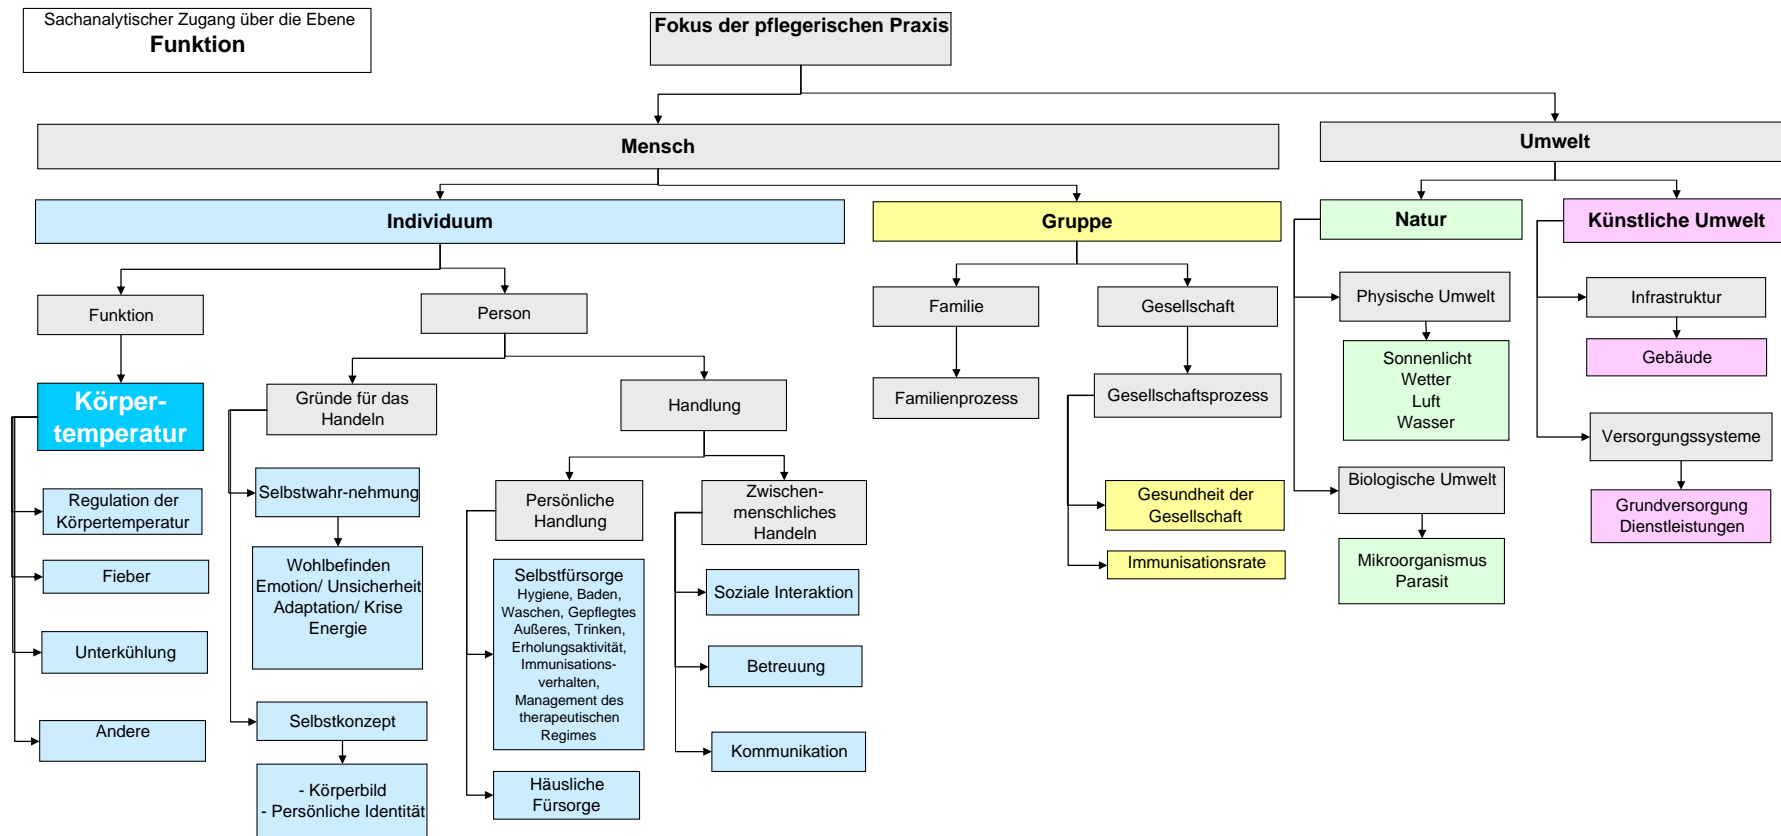 Sachanalytischer Zugang über die Ebene
Funktion
Fokus der pflegerischen Praxis
Mensch
Umwelt
Individuum
Gruppe
Natur
Künstliche Umwelt
Funktion
Person
Familie
Gesellschaft
Physische Umwelt
Infrastruktur
Sonnenlicht
Wetter
Luft
Wasser
Gebäude
Körper-
temperatur
Gründe für das
Handeln
Handlung
Familienprozess
Gesellschaftsprozess
Versorgungssysteme
Regulation der
Körpertemperatur
Selbstwahr-nehmung
Persönliche
Handlung
Zwischen-
menschliches
Handeln
Gesundheit der
Gesellschaft
Biologische Umwelt
Grundversorgung
Dienstleistungen
Fieber
Wohlbefinden
Emotion/ Unsicherheit
Adaptation/ Krise
Energie
Selbstfürsorge
Hygiene, Baden,
Waschen, Gepflegtes
Außeres, Trinken,
Erholungsaktivität,
Immunisations-
verhalten,
Management des
therapeutischen
Regimes
Soziale Interaktion
Immunisationsrate
Mikroorganismus
Parasit
Unterkühlung
Betreuung
Andere
Selbstkonzept
Kommunikation
- Körperbild
- Persönliche Identität
Häusliche
Fürsorge